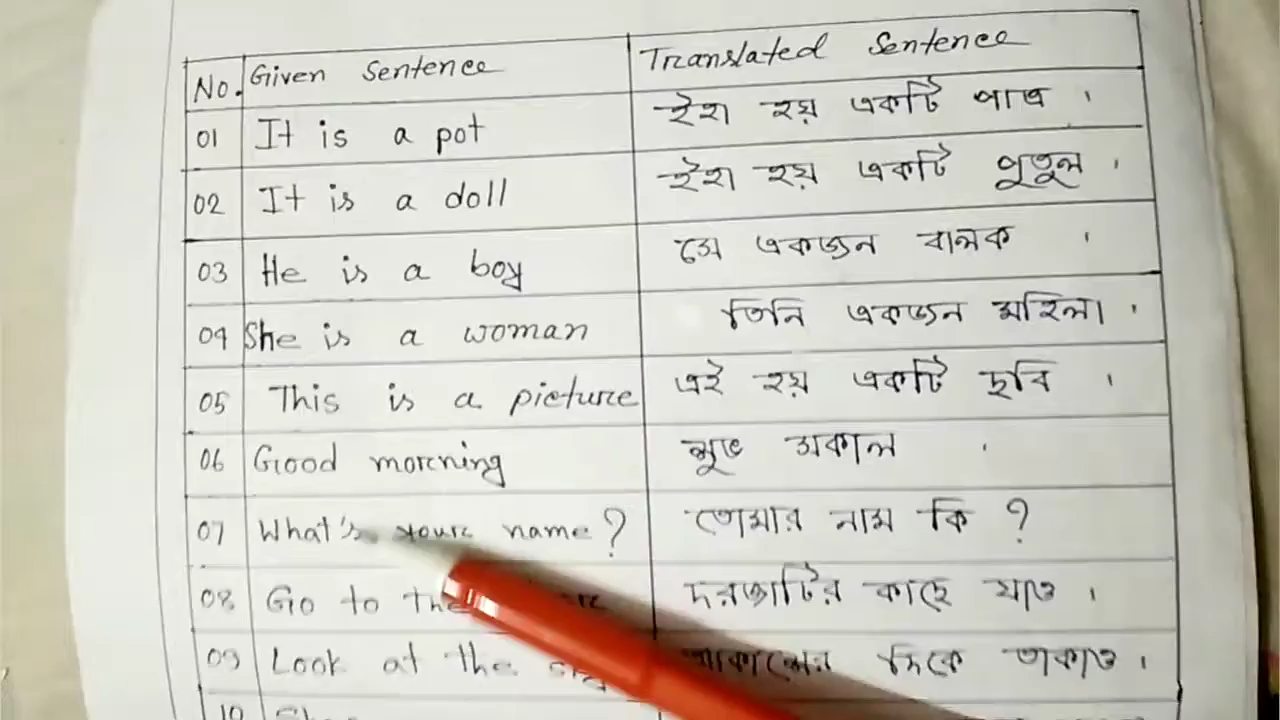 No. Given Sentence Translated Sentence
01 It is a pot ইহা হয় একটি পাত্র ।
02 It is a doll ইহা হয় একটি পুতুল ।
03 He is a boy সে একজন বালক ।
04 She is a woman তিনি একজন মহিলা ।
05 This is a picture এই হয় একটি ছবি ।
06 Good morning শুভ সকাল ।
07 What's your name? তোমার নাম কি ?
08 Go to the দরজাটির কাছে যাও ।
09 Look at the আকাশের দিকে তাকাও ।
10 She